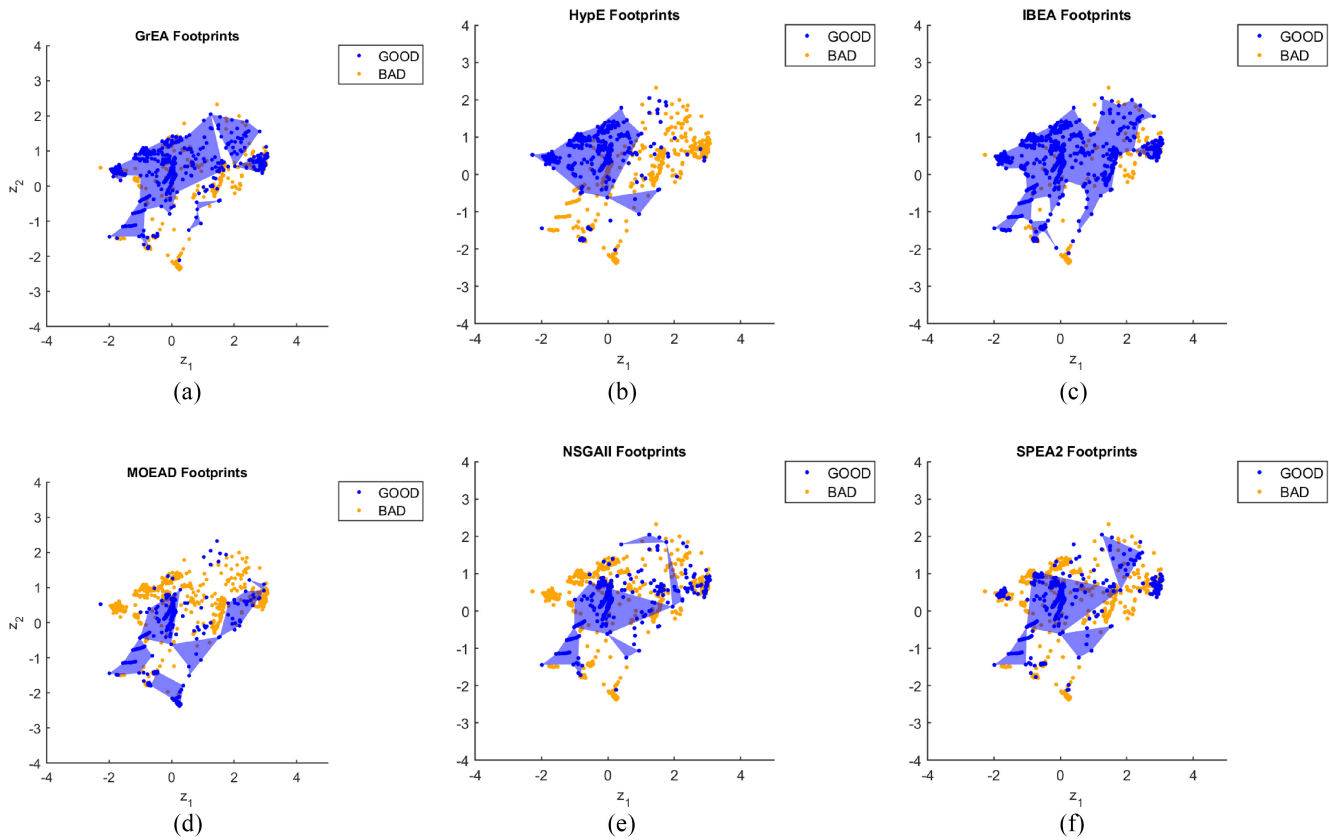 GrEA Footprints
GOOD
BAD
4
3
2
1
0
-1
-2
-3
-4
z2
-4 -2 0 2 4
z1
(a)
HypE Footprints
GOOD
BAD
4
3
2
1
0
-1
-2
-3
-4
-4 -2 0 2 4
z1
(b)
IBEA Footprints
GOOD
BAD
4
3
2
1
0
-1
-2
-3
-4
-4 -2 0 2 4
z1
(c)
MOEAD Footprints
GOOD
BAD
4
3
2
1
0
-1
-2
-3
-4
z2
-4 -2 0 2 4
z1
(d)
NSGAII Footprints
GOOD
BAD
4
3
2
1
0
-1
-2
-3
-4
-4 -2 0 2 4
z1
(e)
SPEA2 Footprints
GOOD
BAD
4
3
2
1
0
-1
-2
-3
-4
-4 -2 0 2 4
z1
(f)